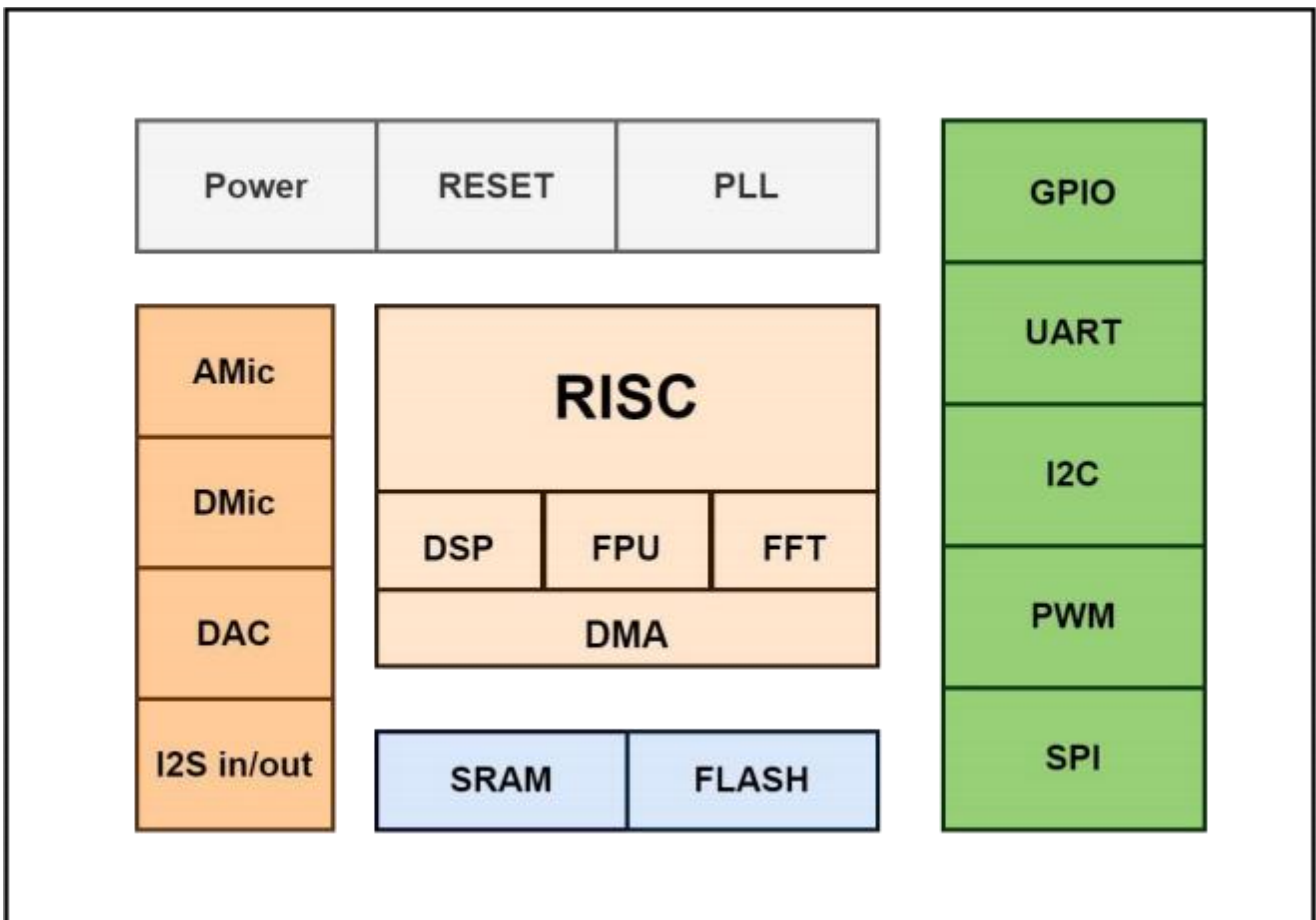 Power
RESET
PLL
GPIO
UART
I2C
PWM
SPI
AMic
DMic
DAC
I2S in/out
RISC
DSP
FPU
FFT
DMA
SRAM
FLASH